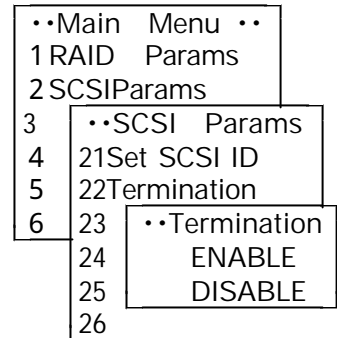 ··Main Menu ··
1 RAID Params
2 SCSIParams
3 ··SCSI Params
4 21Set SCSI ID
5 22Termination
6 23 ··Termination
24 ENABLE
25 DISABLE
26